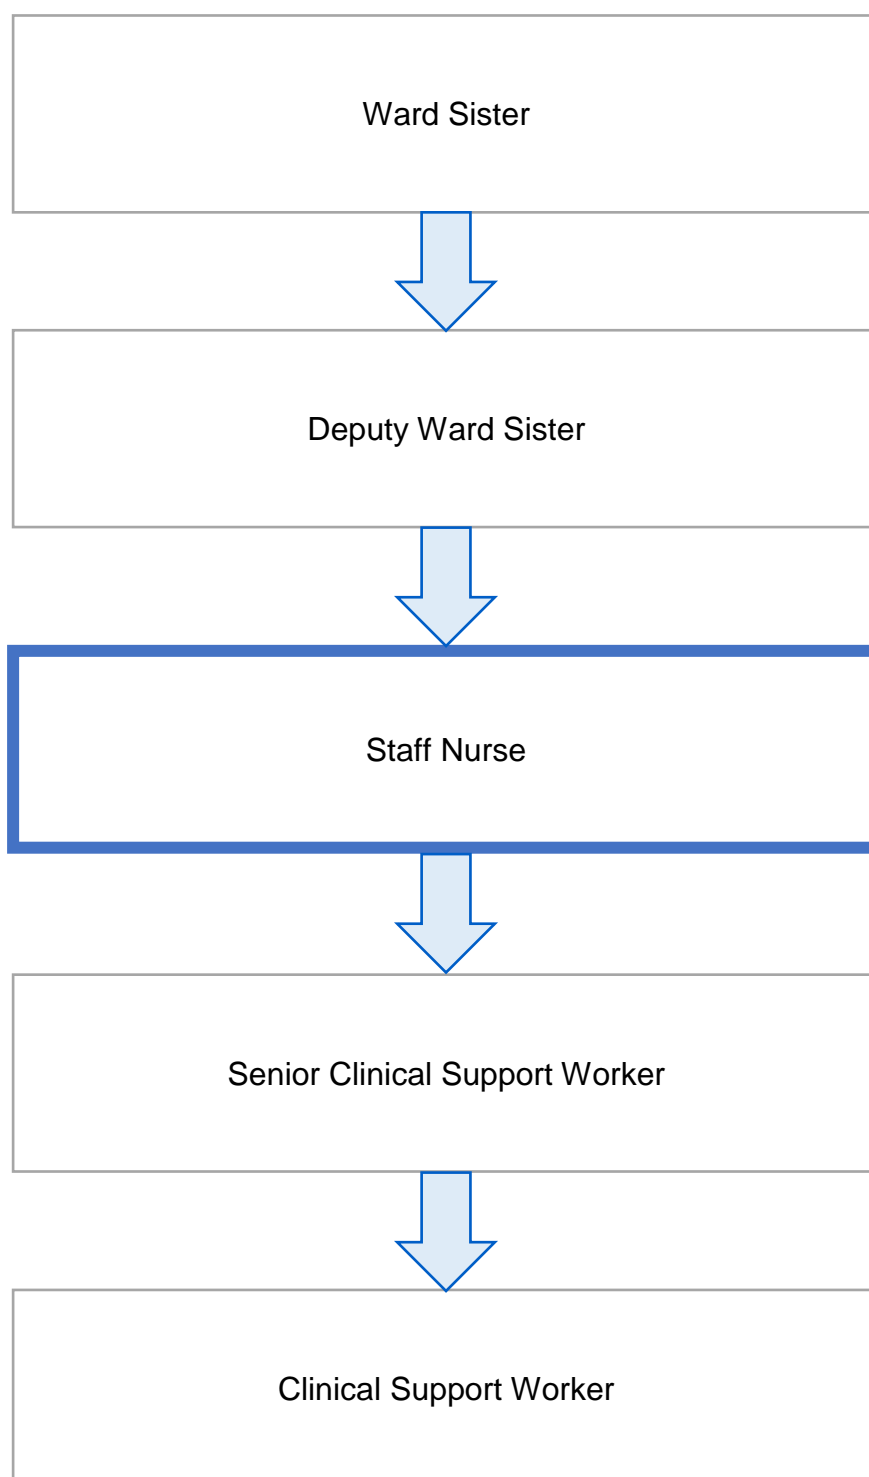 Ward Sister
Deputy Ward Sister
Staff Nurse
Senior Clinical Support Worker
Clinical Support Worker